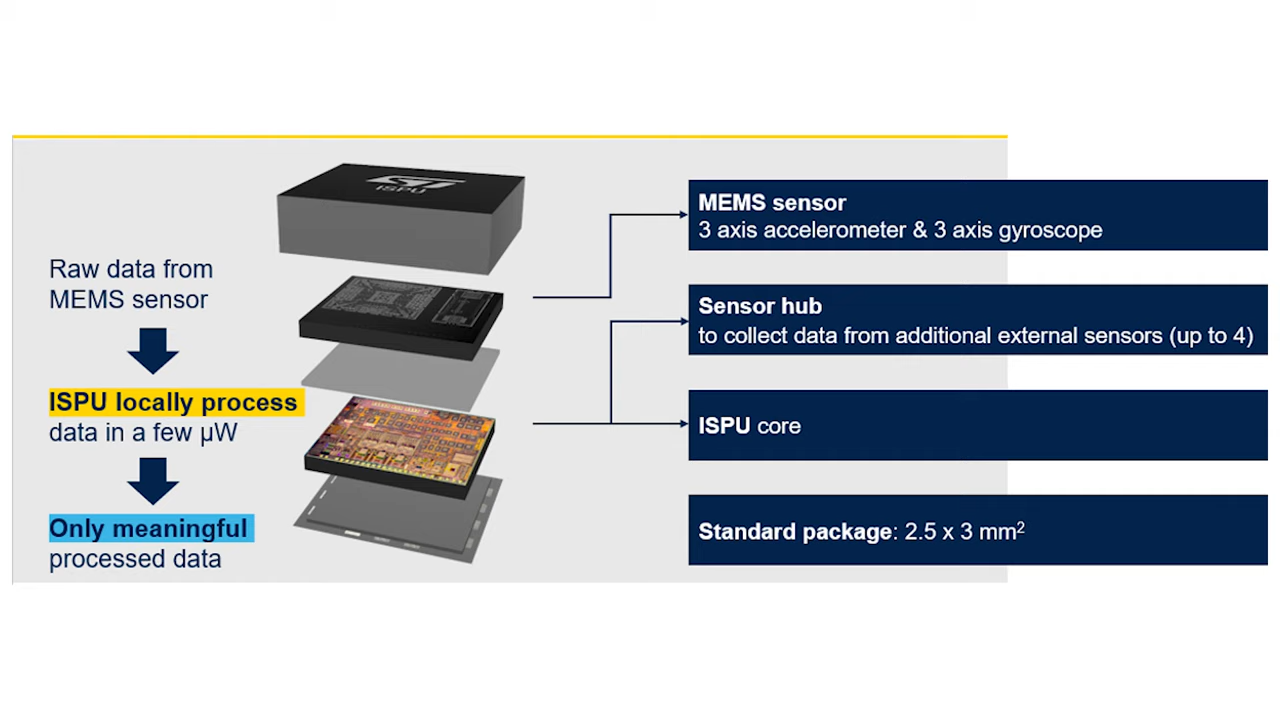 ST
ISPU
Raw data from
MEMS sensor
ISPU locally process
data in a few µW
Only meaningful
processed data
MEMS sensor
3 axis accelerometer & 3 axis gyroscope
Sensor hub
to collect data from additional external sensors (up to 4)
ISPU core
Standard package: 2.5 x 3 mm²